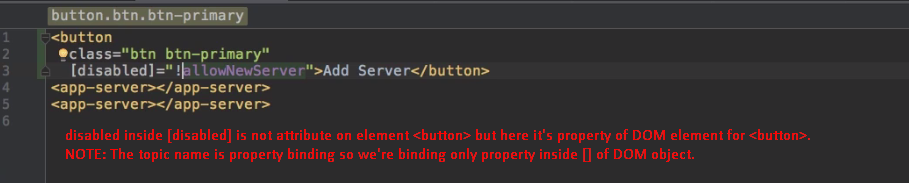 button.btn.btn-primary
1 <button
2 class="btn btn-primary"
3 [disabled]="!allowNewServer">Add Server</button>
4 <app-server></app-server>
5 <app-server></app-server>
6
disabled inside [disabled] is not attribute on element <button> but here it's property of DOM element for <button>.
NOTE: The topic name is property binding so we're binding only property inside [] of DOM object.